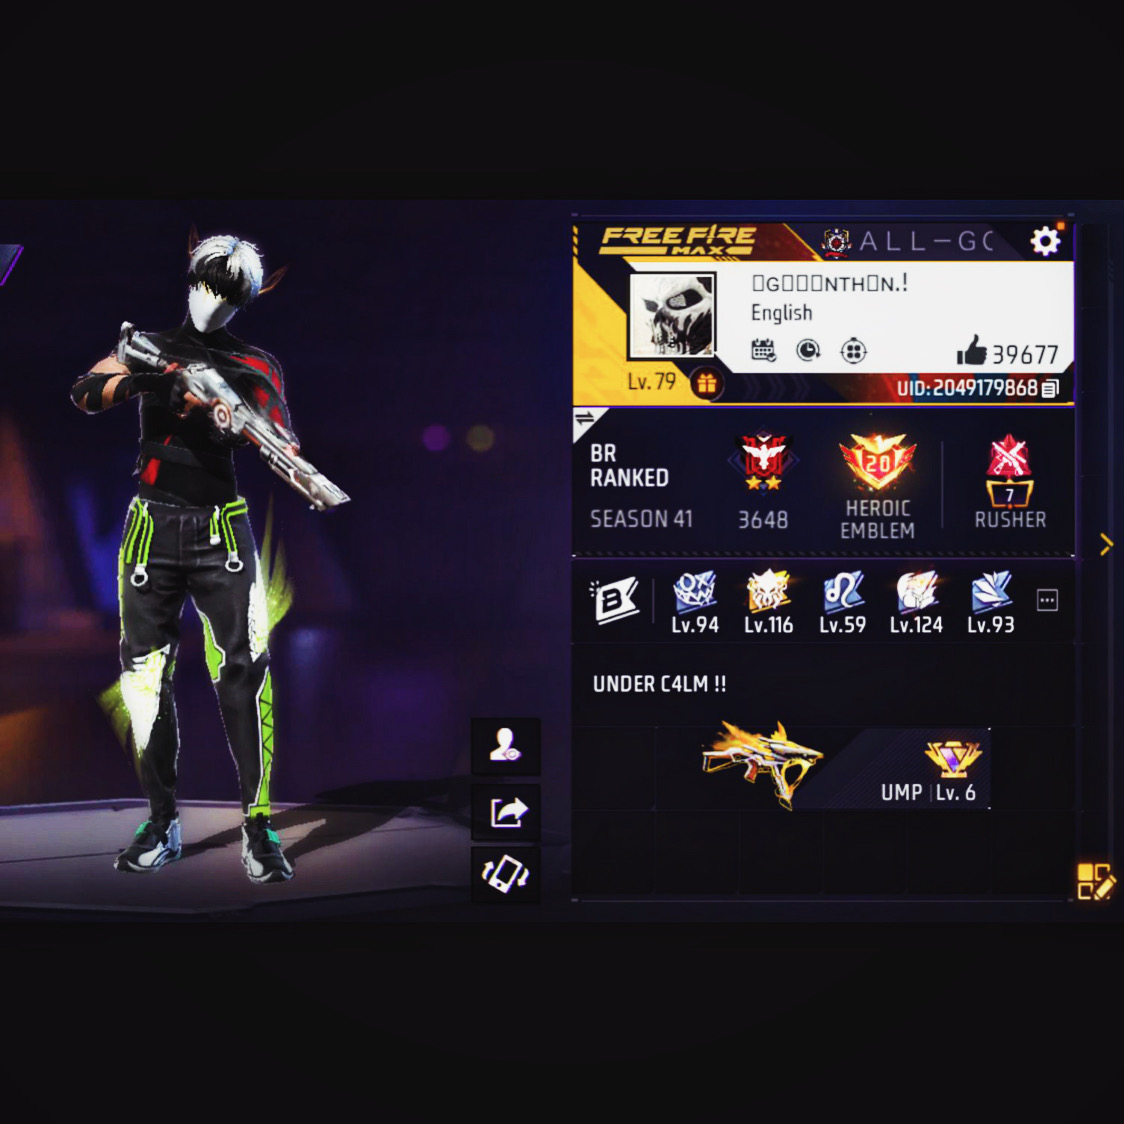 FREE FIRE
MAX
ALL-GO
▯G▯▯▯NTH▯N.!
English
39677
Lv. 79
UID:2049179868
BR
RANKED
SEASON 41
3648
20
HEROIC
EMBLEM
7
RUSHER
B
Lv.94
Lv.116
Lv.59
Lv.124
Lv.93
UNDER C4LM !!
UMP
Lv. 6